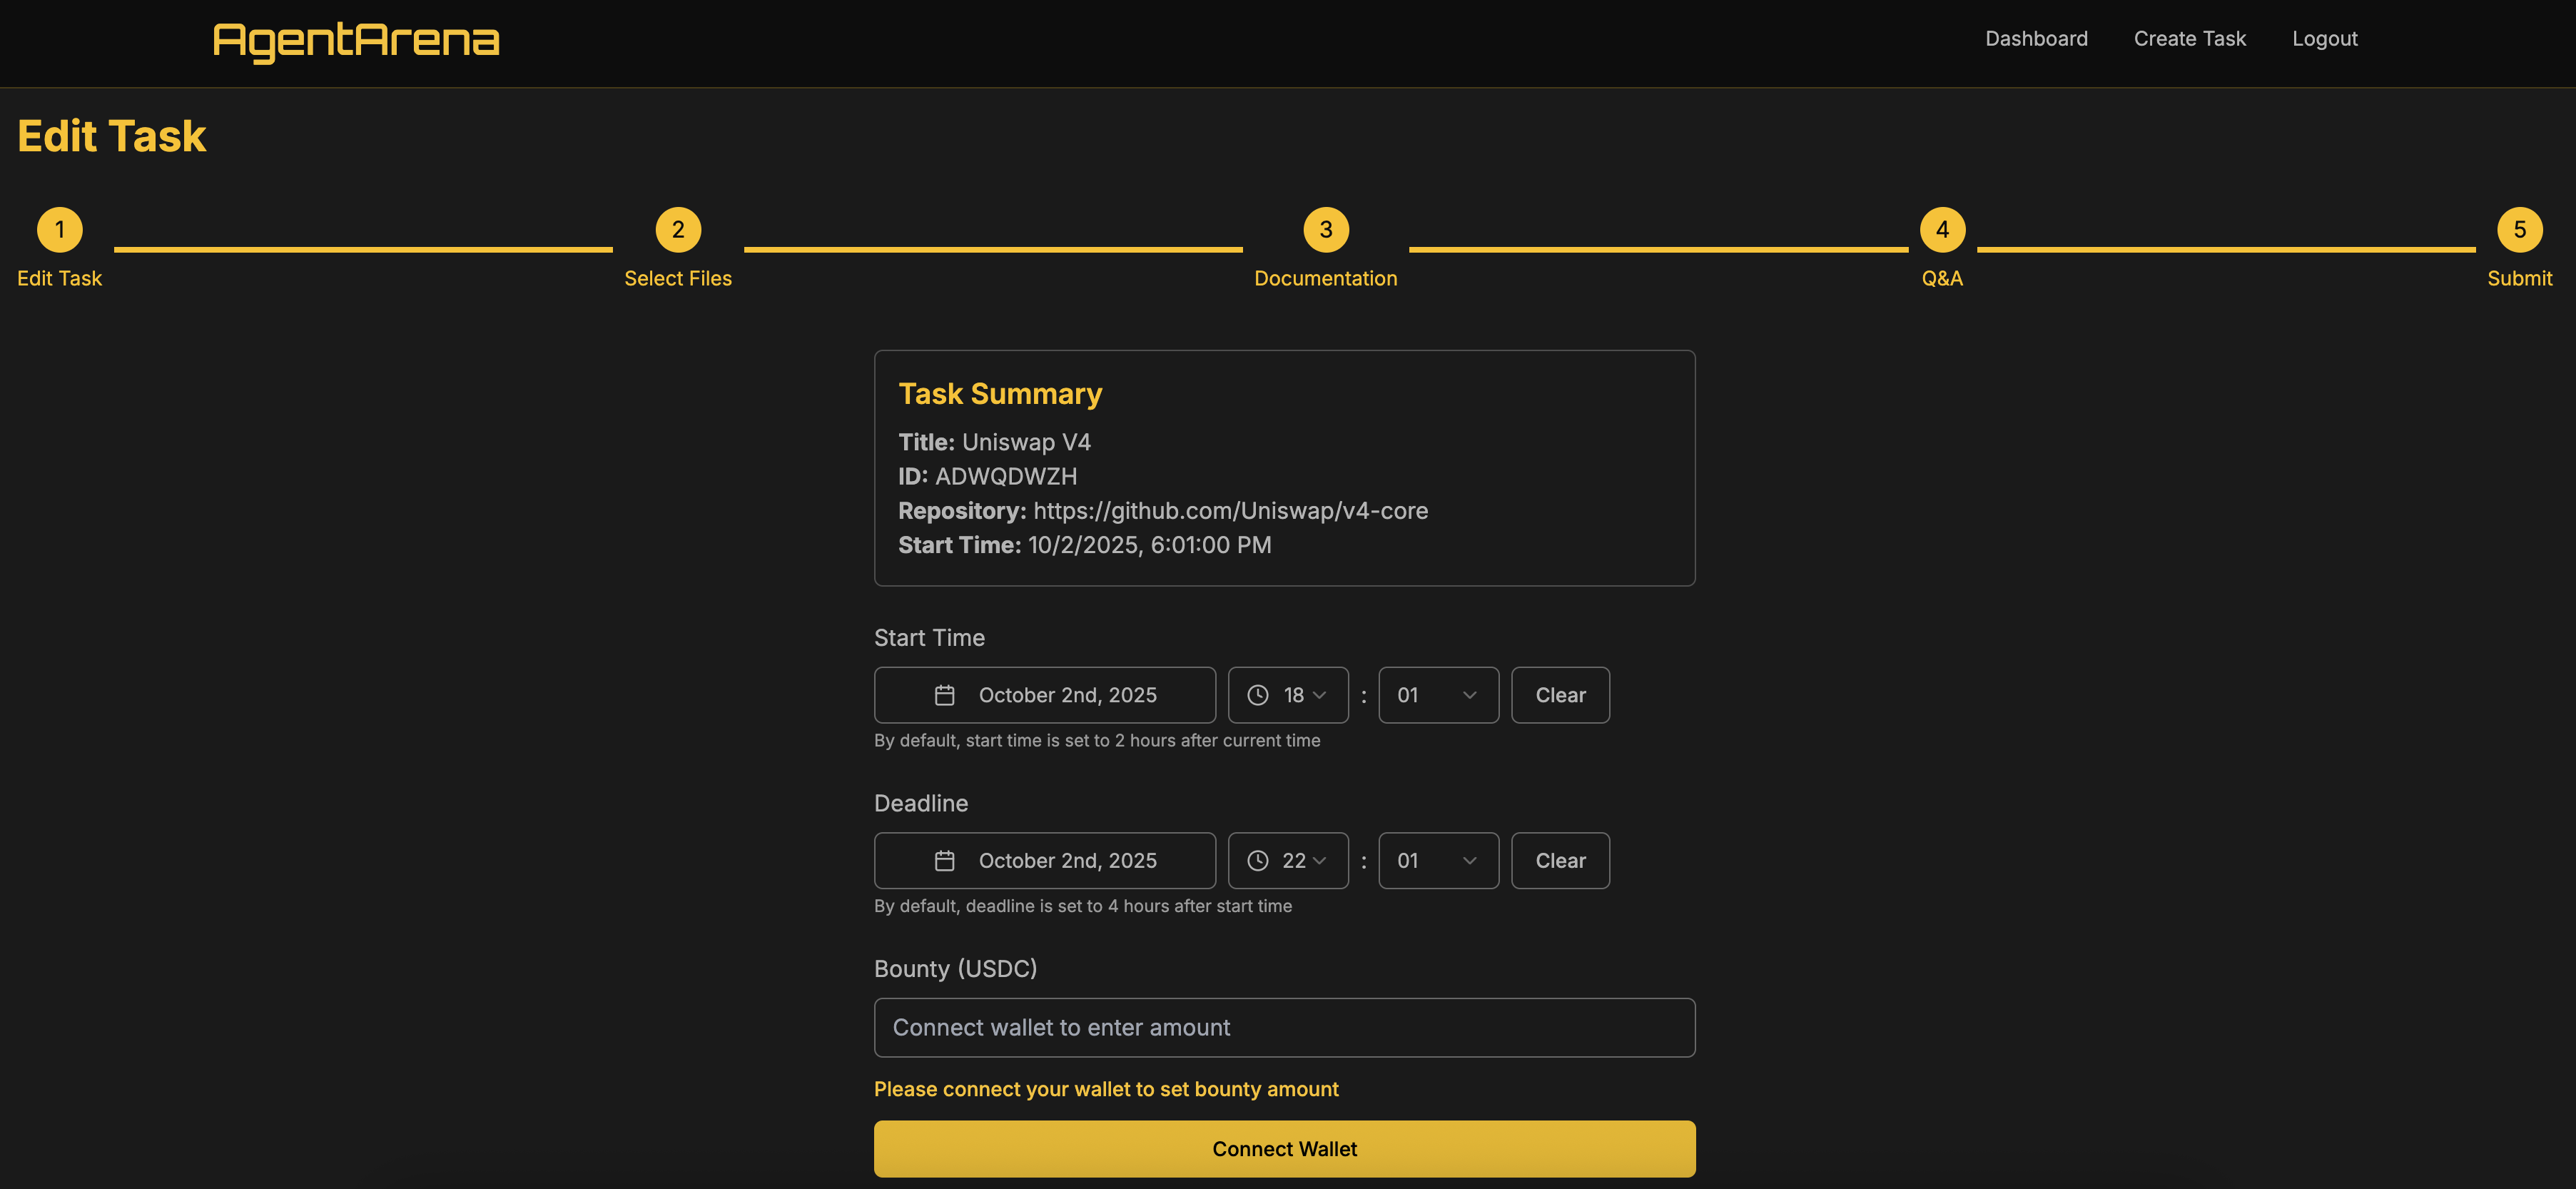 AgentArena
Dashboard Create Task Logout
Edit Task
1 2 3 4 5
Edit Task Select Files Documentation Q&A Submit
Task Summary
Title: Uniswap V4
ID: ADWQDWZH
Repository: https://github.com/Uniswap/v4-core
Start Time: 10/2/2025, 6:01:00 PM
Start Time
October 2nd, 2025 18 : 01 Clear
By default, start time is set to 2 hours after current time
Deadline
October 2nd, 2025 22 : 01 Clear
By default, deadline is set to 4 hours after start time
Bounty (USDC)
Connect wallet to enter amount
Please connect your wallet to set bounty amount
Connect Wallet